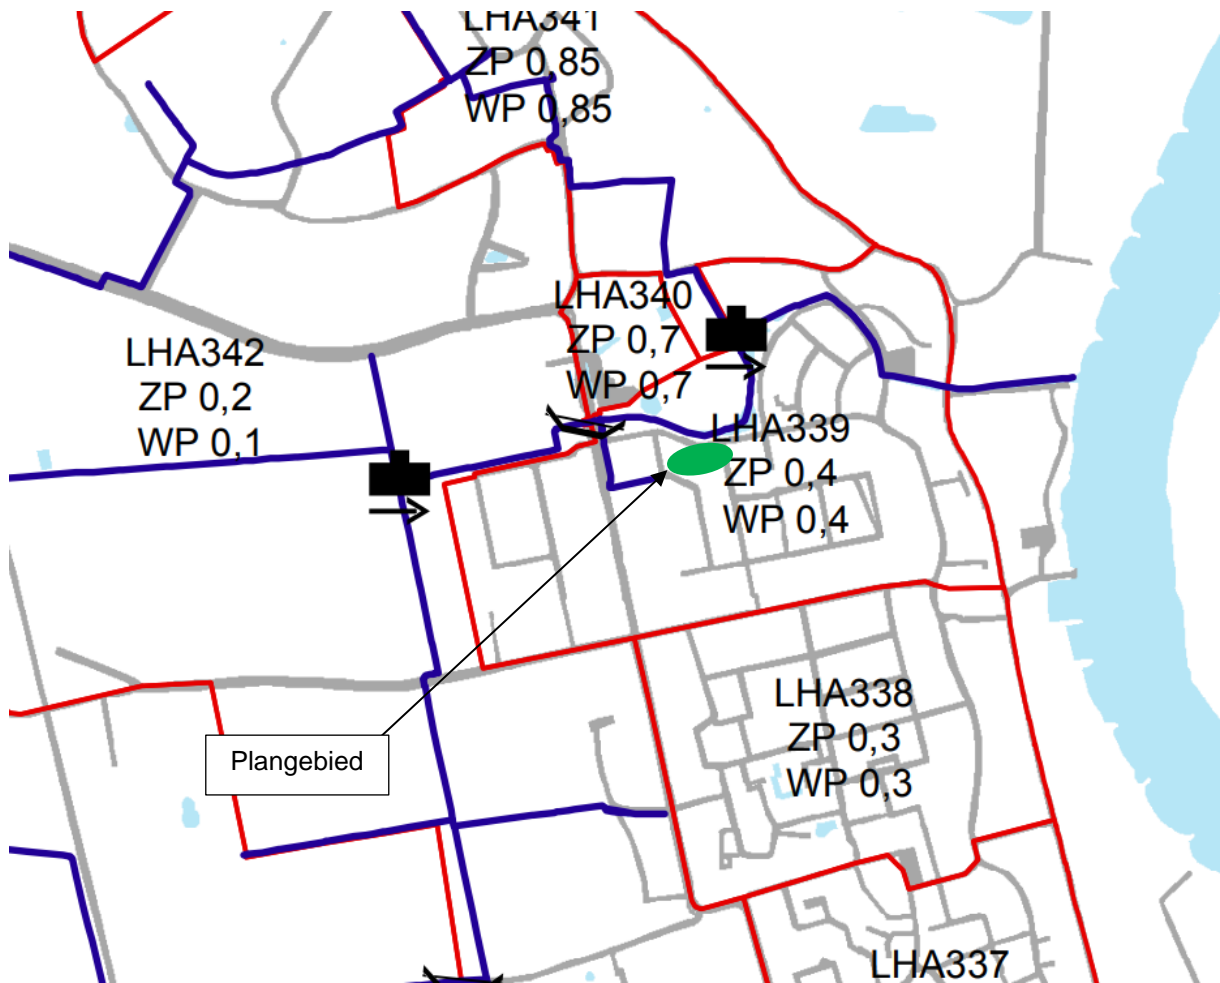 LHA341
ZP 0,85
WP 0,85
LHA340
ZP 0,7
WP 0,7
LHA342
ZP 0,2
WP 0,1
LHA339
ZP 0,4
WP 0,4
LHA338
ZP 0,3
WP 0,3
Plangebied
LHA337